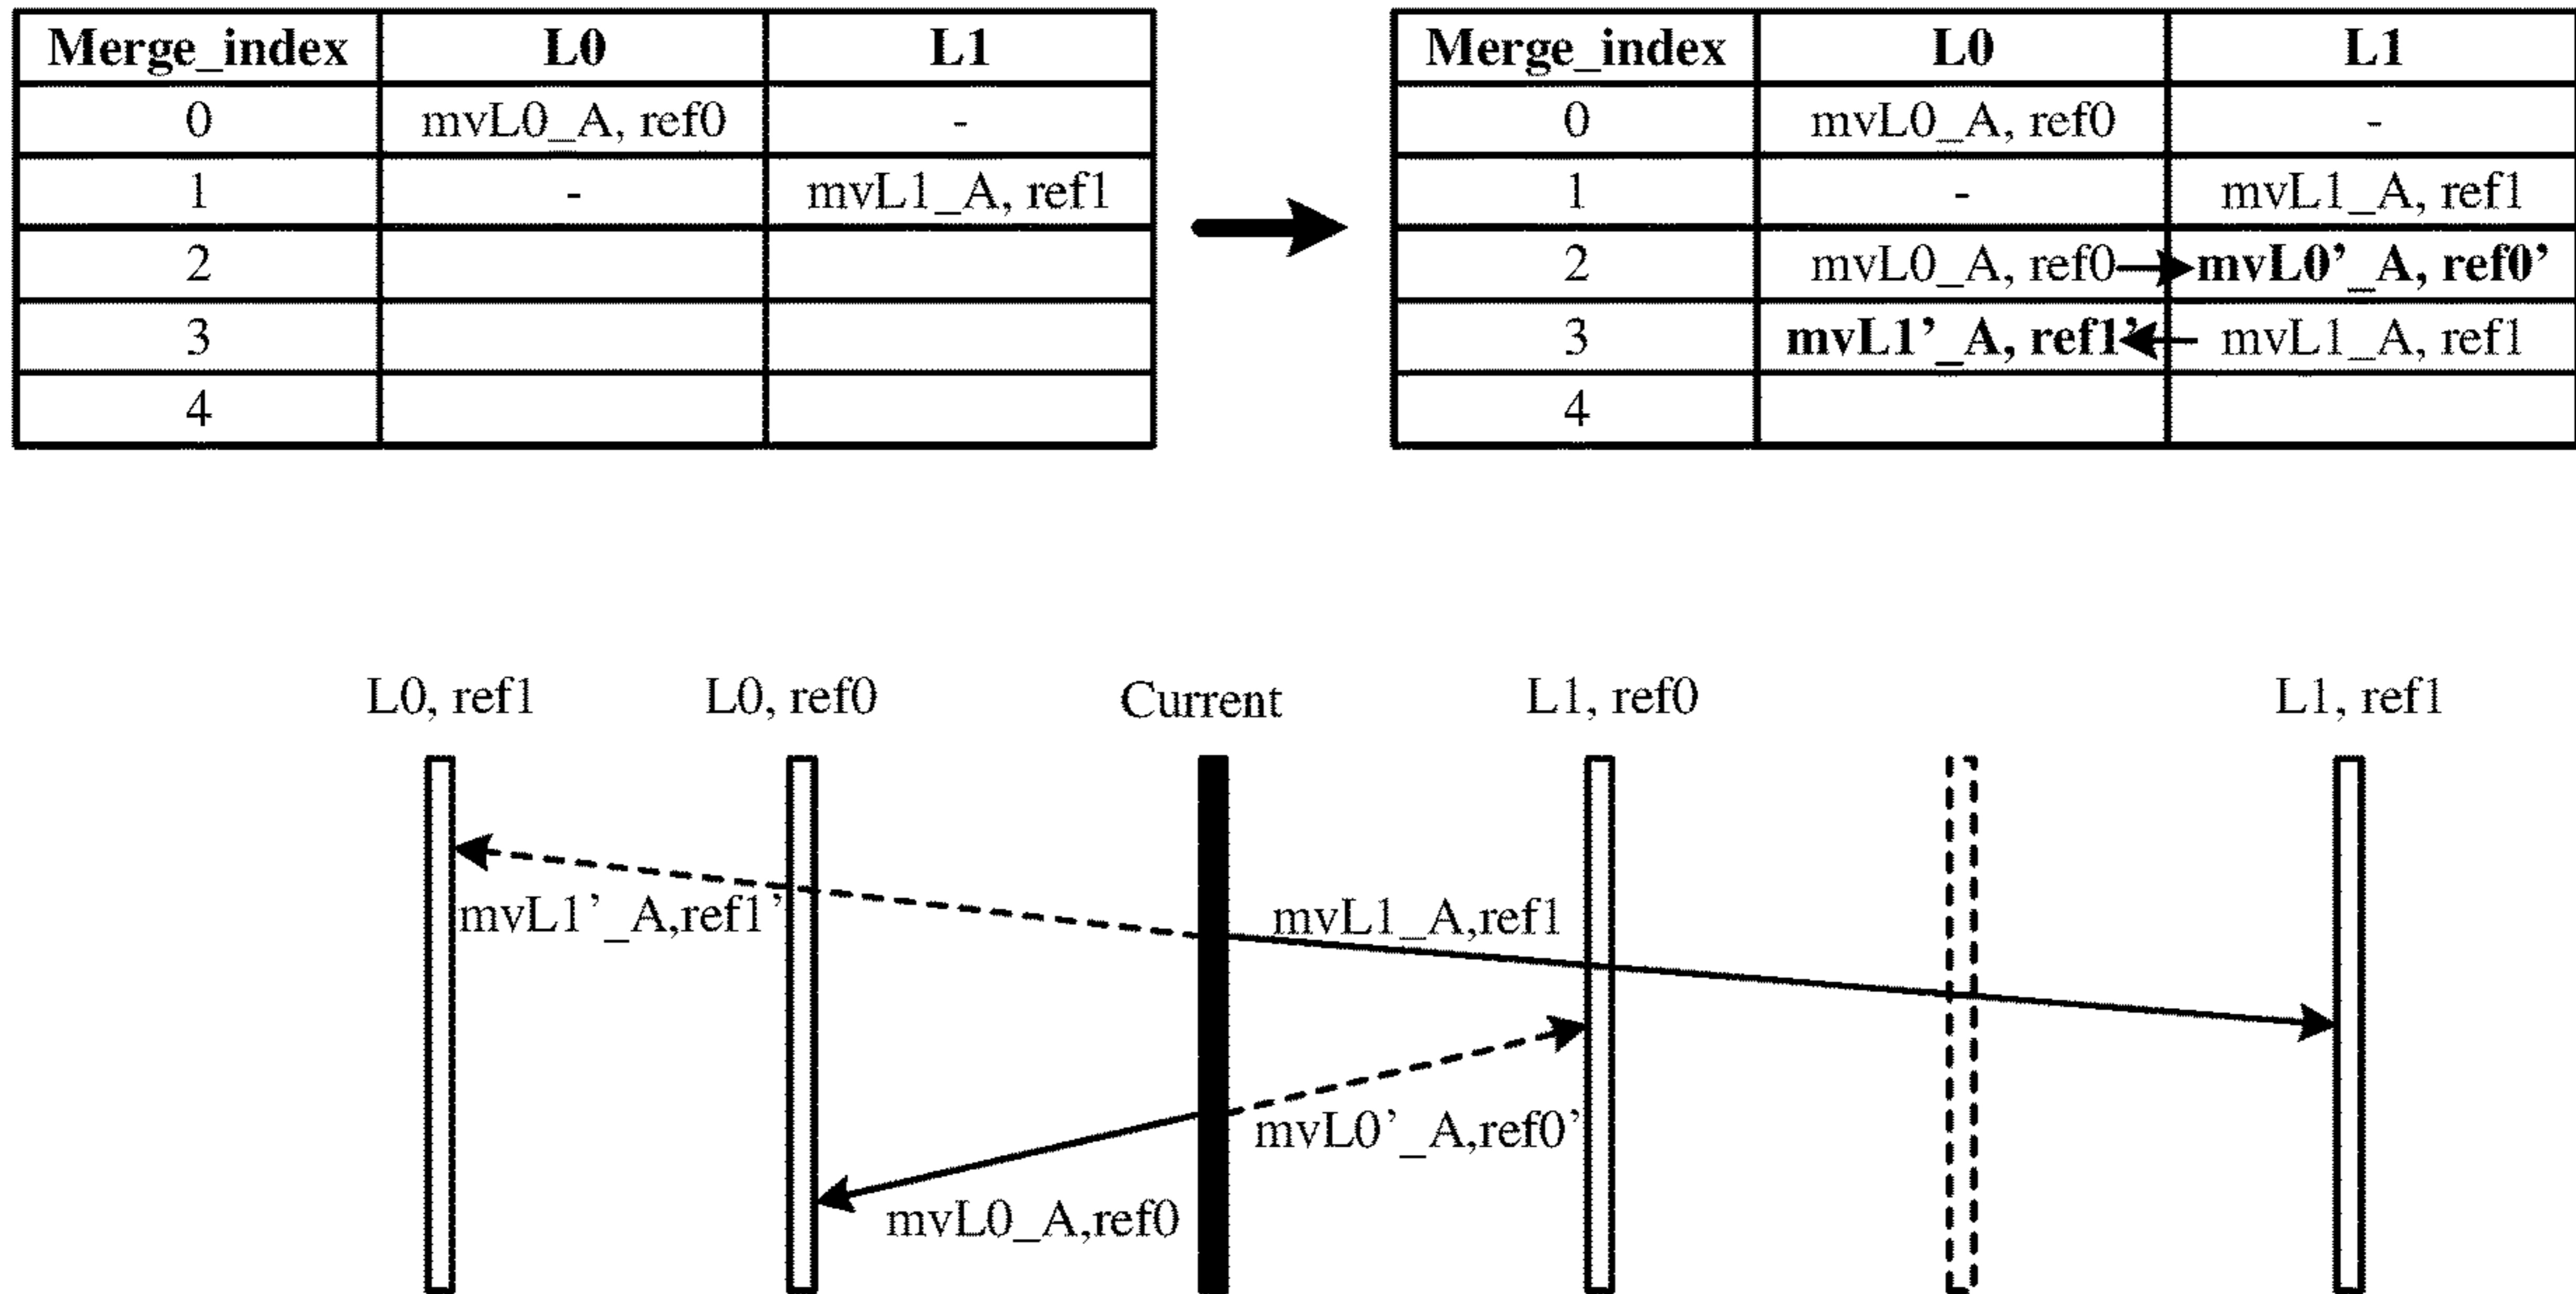 Merge_index L0 L1
0 mvL0_A, ref0 -
1 - mvL1_A, ref1
2
3
4
Merge_index L0 L1
0 mvL0_A, ref0 -
1 - mvL1_A, ref1
2 mvL0_A, ref0 mvL0’_A, ref0’
3 mvL1’_A, ref1’ mvL1_A, ref1
4
L0, ref1 L0, ref0 Current L1, ref0 L1, ref1
mvL1’_A,ref1’ mvL1_A,ref1
mvL0’_A,ref0’
mvL0_A,ref0